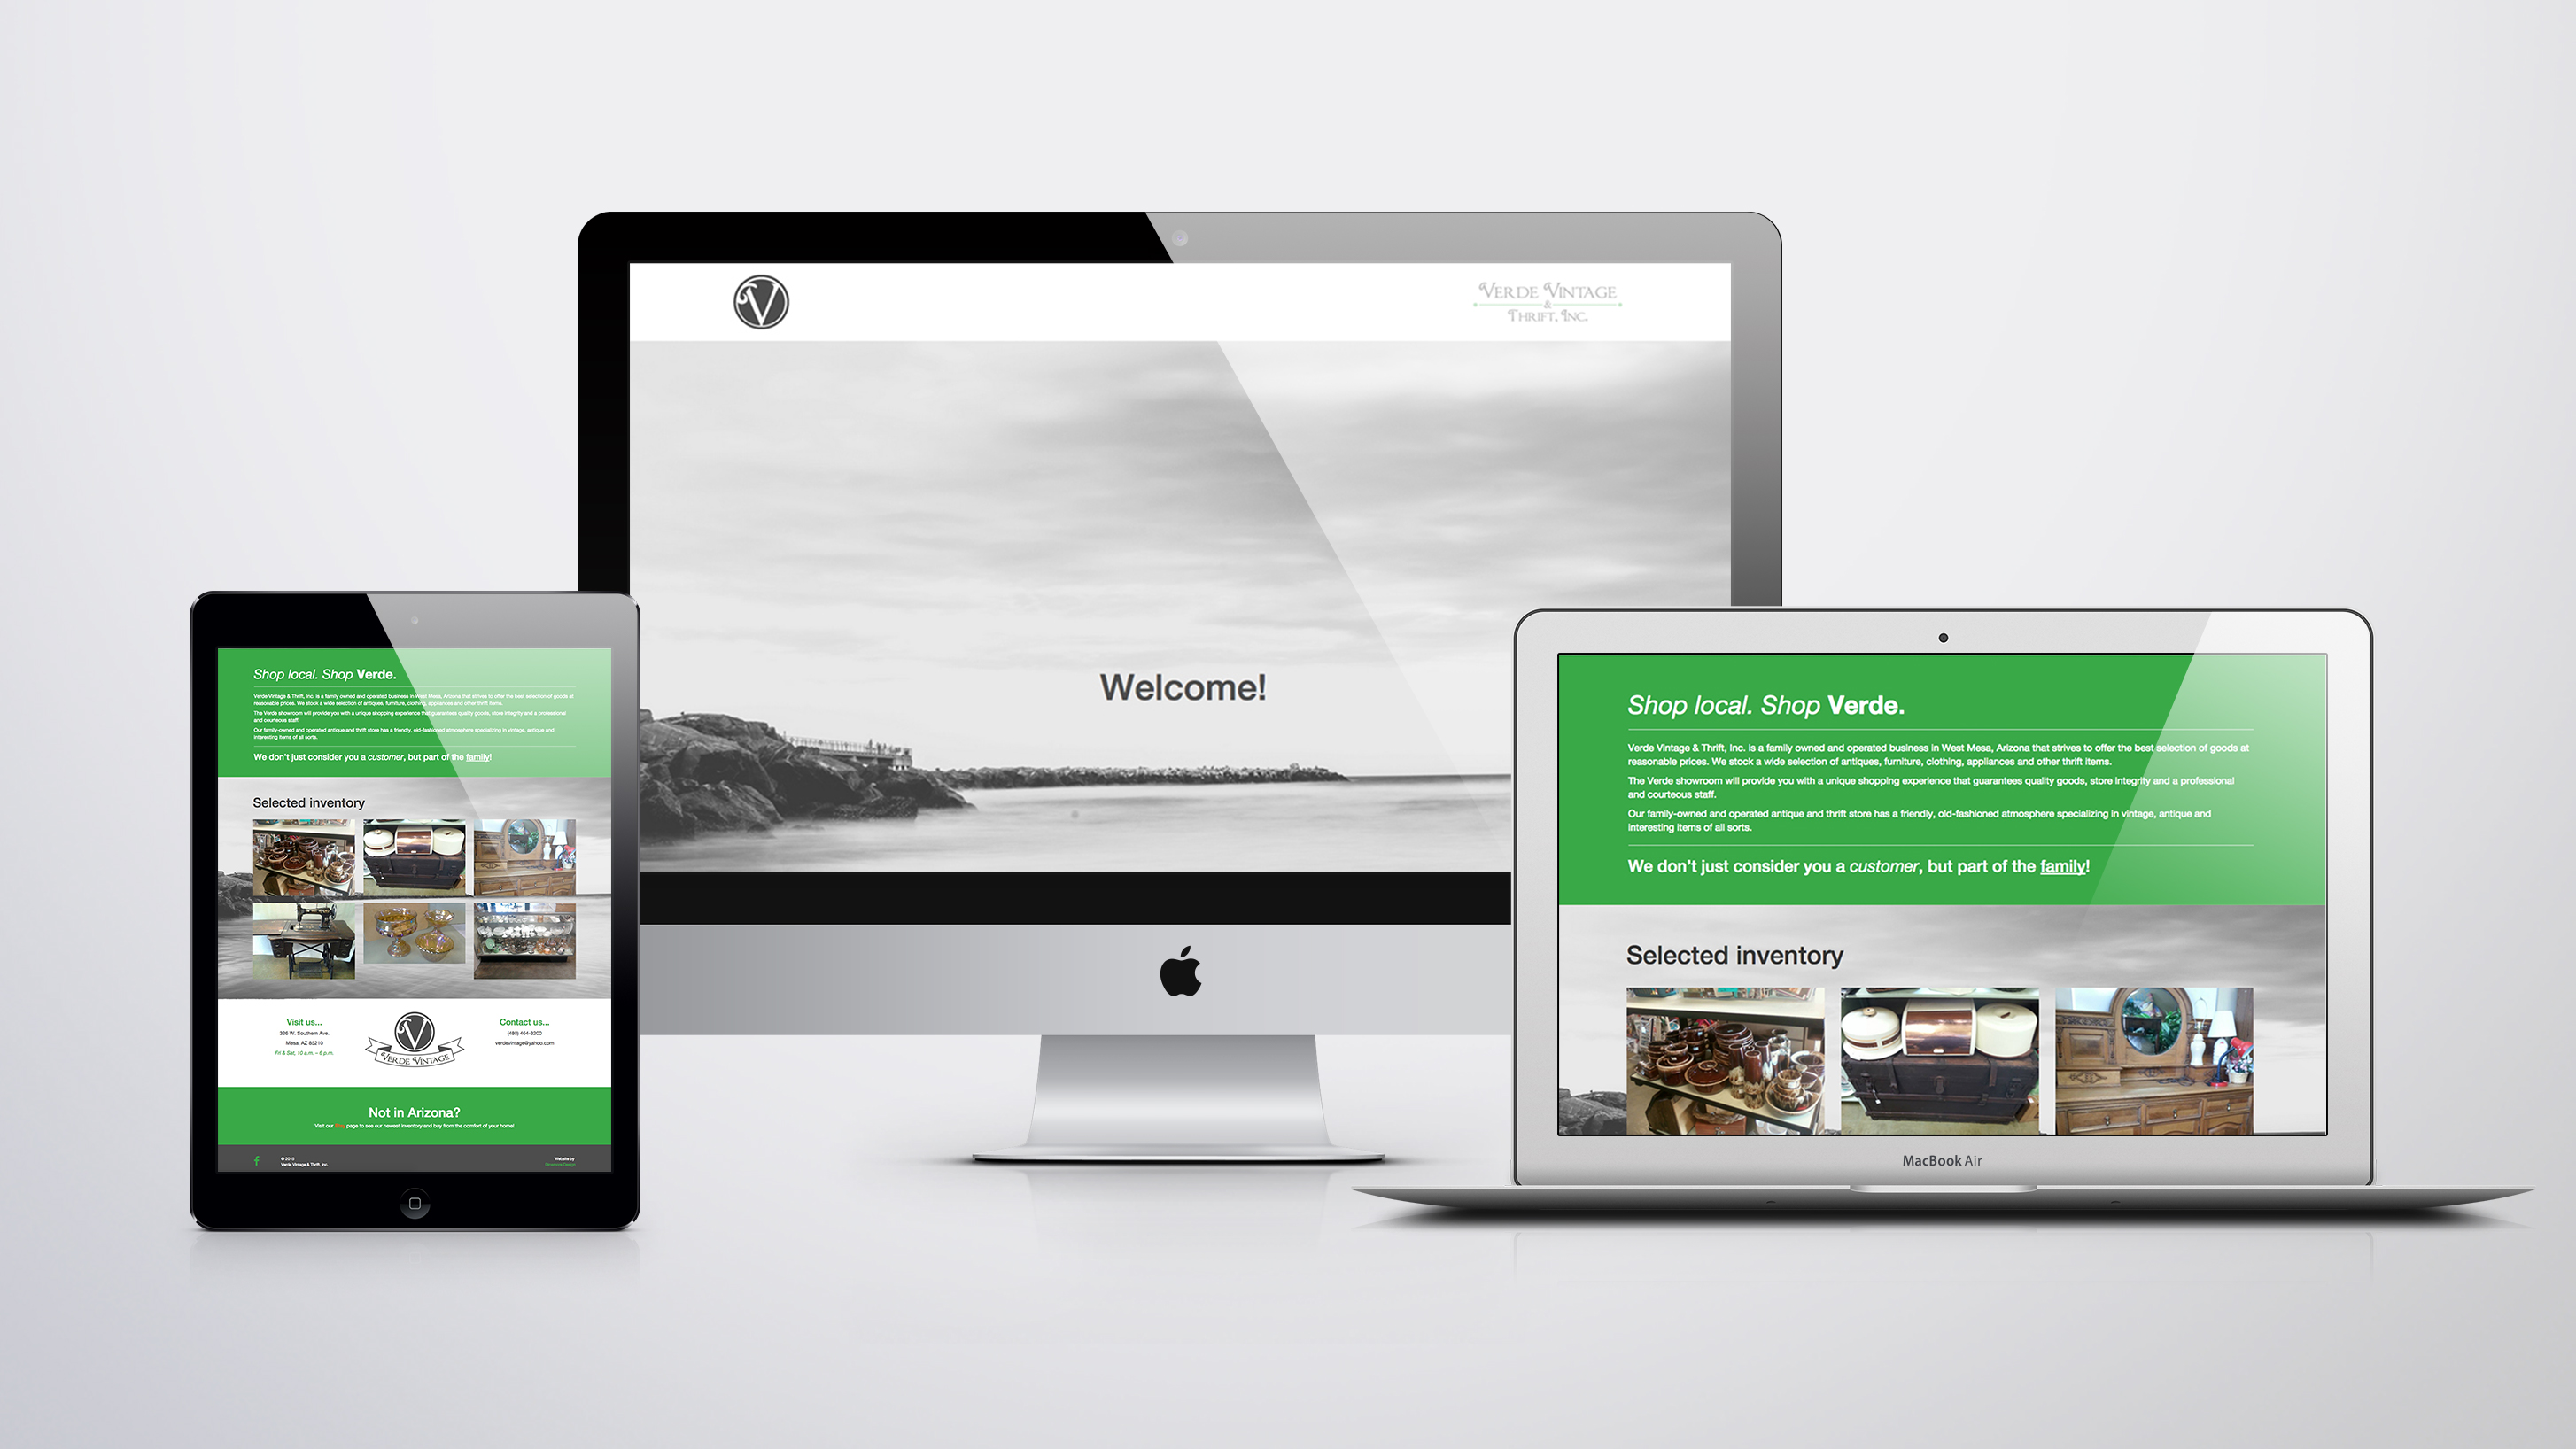 V
VERDE VINTAGE
&
THRIFT, INC.
Welcome!
Shop local. Shop Verde.
Verde Vintage & Thrift, Inc. is a family owned and operated business in West Mesa, Arizona that strives to offer the best selection of goods at
reasonable prices. We stock a wide selection of antiques, furniture, clothing, appliances and other thrift items.
The Verde showroom will provide you with a unique shopping experience that guarantees quality goods, store integrity and a professional
and courteous staff.
Our family-owned and operated antique and thrift store has a friendly, old-fashioned atmosphere specializing in vintage, antique and
interesting items of all sorts.
We don't just consider you a customer, but part of the family!
Selected inventory
Visit us...
326 W. Southern Ave.
Mesa, AZ 85210
Fri & Sat, 10 a.m. – 6 p.m.
V
VERDE VINTAGE
Contact us...
(480) 464-3200
verdevintage@yahoo.com
Not in Arizona?
Visit our page to see our newest inventory and buy from the comfort of your home!
f
© 2013
Verde Vintage & Thrift, Inc.
Website by
Design
Shop local. Shop Verde.
Verde Vintage & Thrift, Inc. is a family owned and operated business in West Mesa, Arizona that strives to offer the best selection of goods at
reasonable prices. We stock a wide selection of antiques, furniture, clothing, appliances and other thrift items.
The Verde showroom will provide you with a unique shopping experience that guarantees quality goods, store integrity and a professional
and courteous staff.
Our family-owned and operated antique and thrift store has a friendly, old-fashioned atmosphere specializing in vintage, antique and
interesting items of all sorts.
We don't just consider you a customer, but part of the family!
Selected inventory
MacBook Air